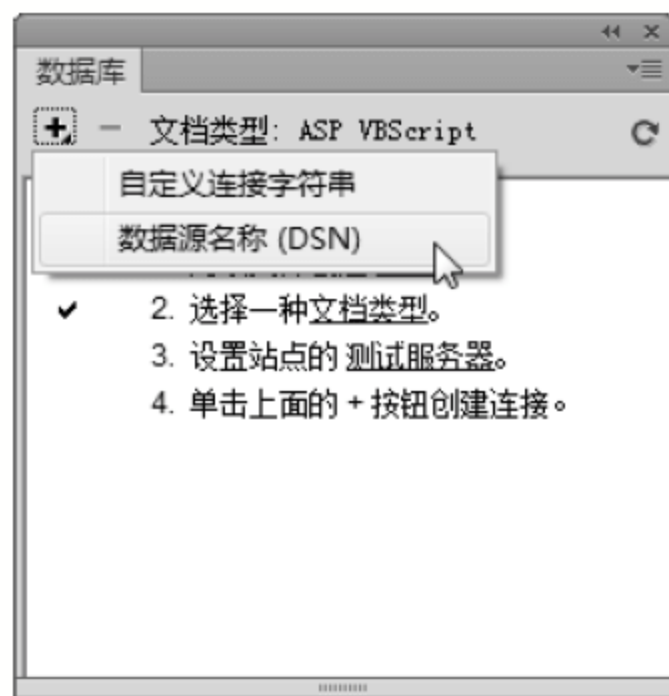 数据库
+ - 文档类型: ASP VBScript
自定义连接字符串
数据源名称 (DSN)
2. 选择一种文档类型。
3. 设置站点的 测试服务器。
4. 单击上面的 + 按钮创建连接。